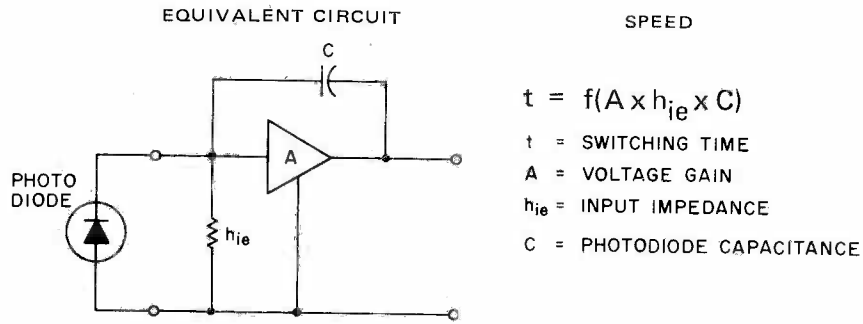 EQUIVALENT CIRCUIT
C
A
PHOTO
DIODE
hie
SPEED
t = f(A x hie x C)
t = SWITCHING TIME
A = VOLTAGE GAIN
hie = INPUT IMPEDANCE
C = PHOTODIODE CAPACITANCE